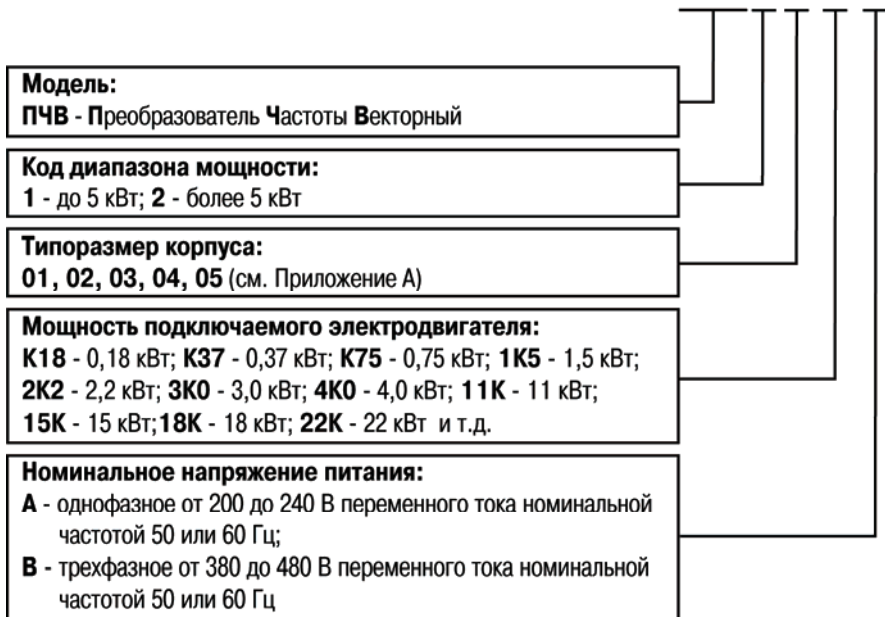 Модель:
ПЧВ - Преобразователь Частоты Векторный
Код диапазона мощности:
1 - до 5 кВт; 2 - более 5 кВт
Типоразмер корпуса:
01, 02, 03, 04, 05 (см. Приложение А)
Мощность подключаемого электродвигателя:
К18 - 0,18 кВт; К37 - 0,37 кВт; К75 - 0,75 кВт; 1К5 - 1,5 кВт;
2К2 - 2,2 кВт; 3К0 - 3,0 кВт; 4К0 - 4,0 кВт; 11К - 11 кВт;
15К - 15 кВт;18К - 18 кВт; 22К - 22 кВт и т.д.
Номинальное напряжение питания:
А - однофазное от 200 до 240 В переменного тока номинальной
частотой 50 или 60 Гц;
В - трехфазное от 380 до 480 В переменного тока номинальной
частотой 50 или 60 Гц